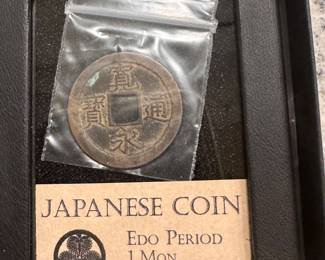 寛永通寳
JAPANESE COIN
EDO PERIOD
1 MON